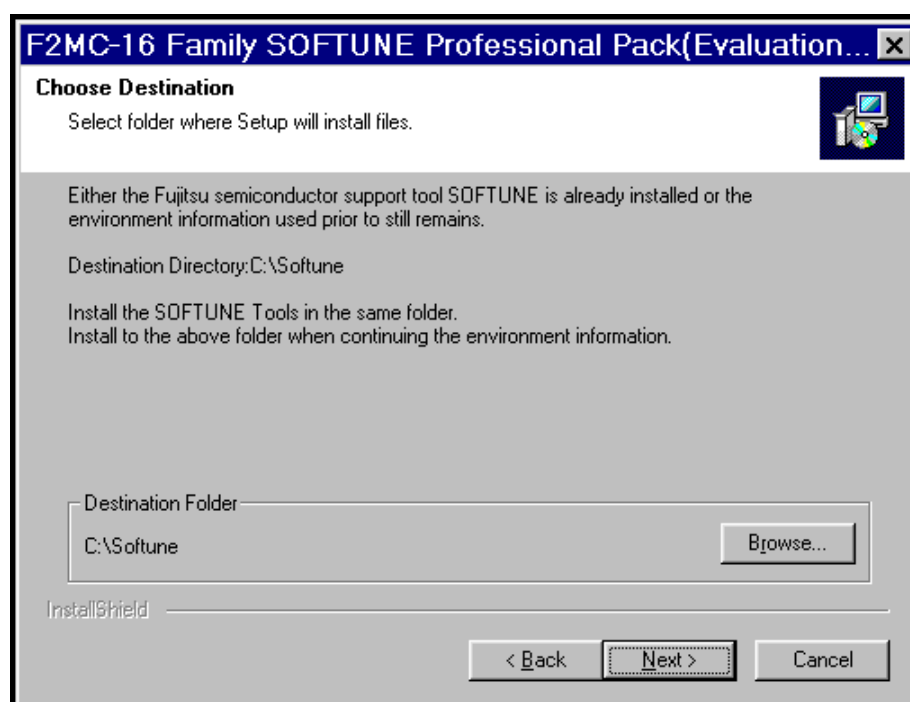 F2MC-16 Family SOFTUNE Professional Pack(Evaluation...
Choose Destination
Select folder where Setup will install files.
Either the Fujitsu semiconductor support tool SOFTUNE is already installed or the
environment information used prior to still remains.
Destination Directory:C:\Softune
Install the SOFTUNE Tools in the same folder.
Install to the above folder when continuing the environment information.
Destination Folder
C:\Softune
Browse...
InstallShield
< Back
Next >
Cancel